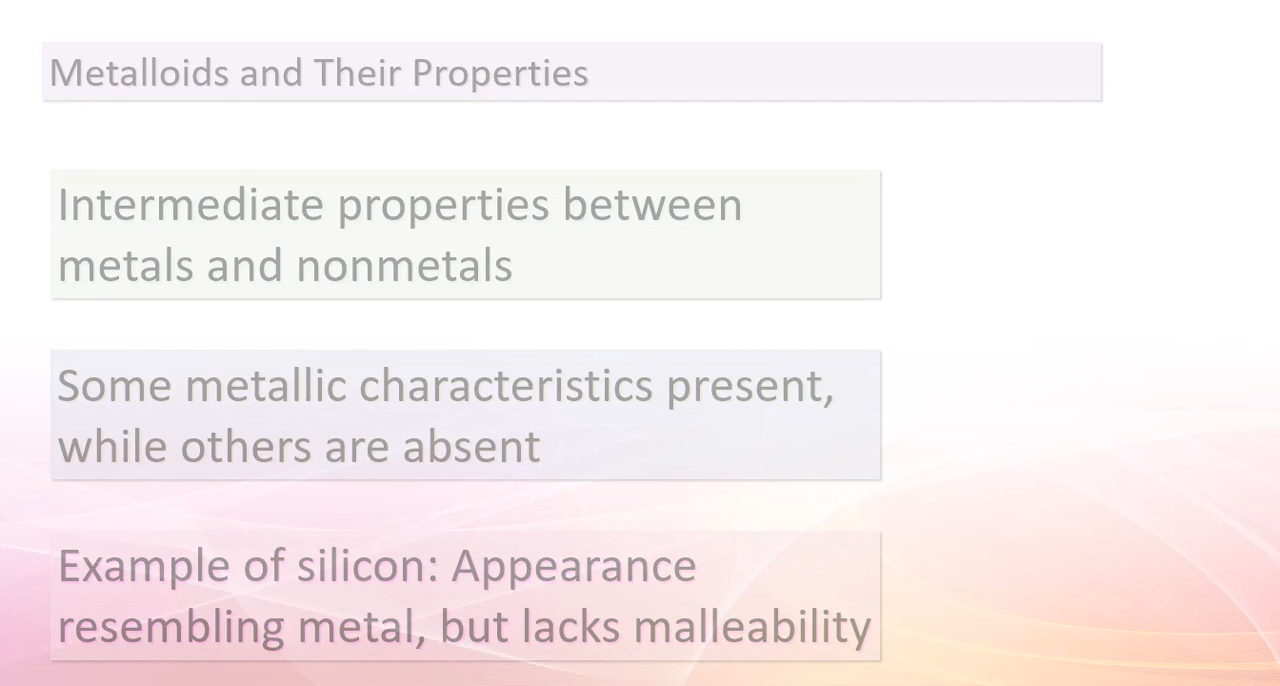 Metalloids and Their Properties
Intermediate properties between
metals and nonmetals
Some metallic characteristics present,
while others are absent
Example of silicon: Appearance
resembling metal, but lacks malleability